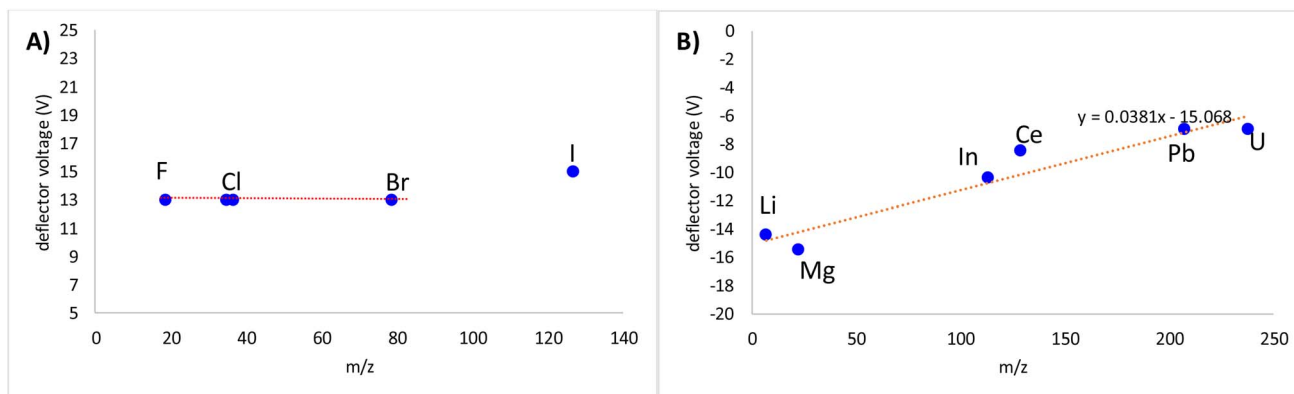 A)
deflector voltage (V)
25
23
21
19
17
15
13
11
9
7
5
F
Cl
Br
I
0
20
40
60
80
100
120
140
m/z
B)
deflector voltage (V)
0
-2
-4
-6
-8
-10
-12
-14
-16
-18
-20
y = 0.0381x - 15.068
Li
Mg
In
Ce
Pb
U
0
50
100
150
200
250
m/z